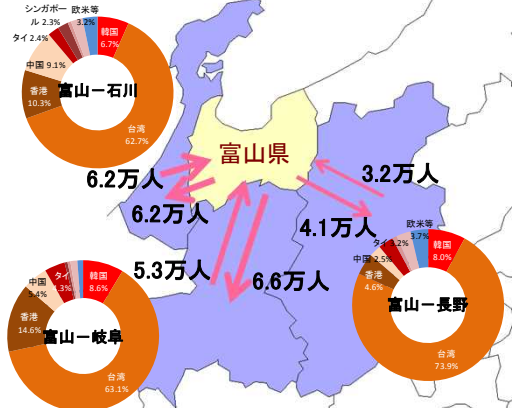 シンガポー
ル 2.3%
欧米等
3.2%
韓国
6.7%
タイ 2.4%
中国 9.1%
香港
10.3%
富山－石川
台湾
62.7%
富山県
6.2万人
6.2万人
3.2万人
4.1万人
5.3万人
6.6万人
韓国
8.6%
タイ
中国
5.4%
香港
14.6%
富山－岐阜
台湾
63.1%
欧米等
3.7%
韓国
8.0%
タイ
中国 2.5%
香港
4.6%
富山－長野
台湾
73.9%